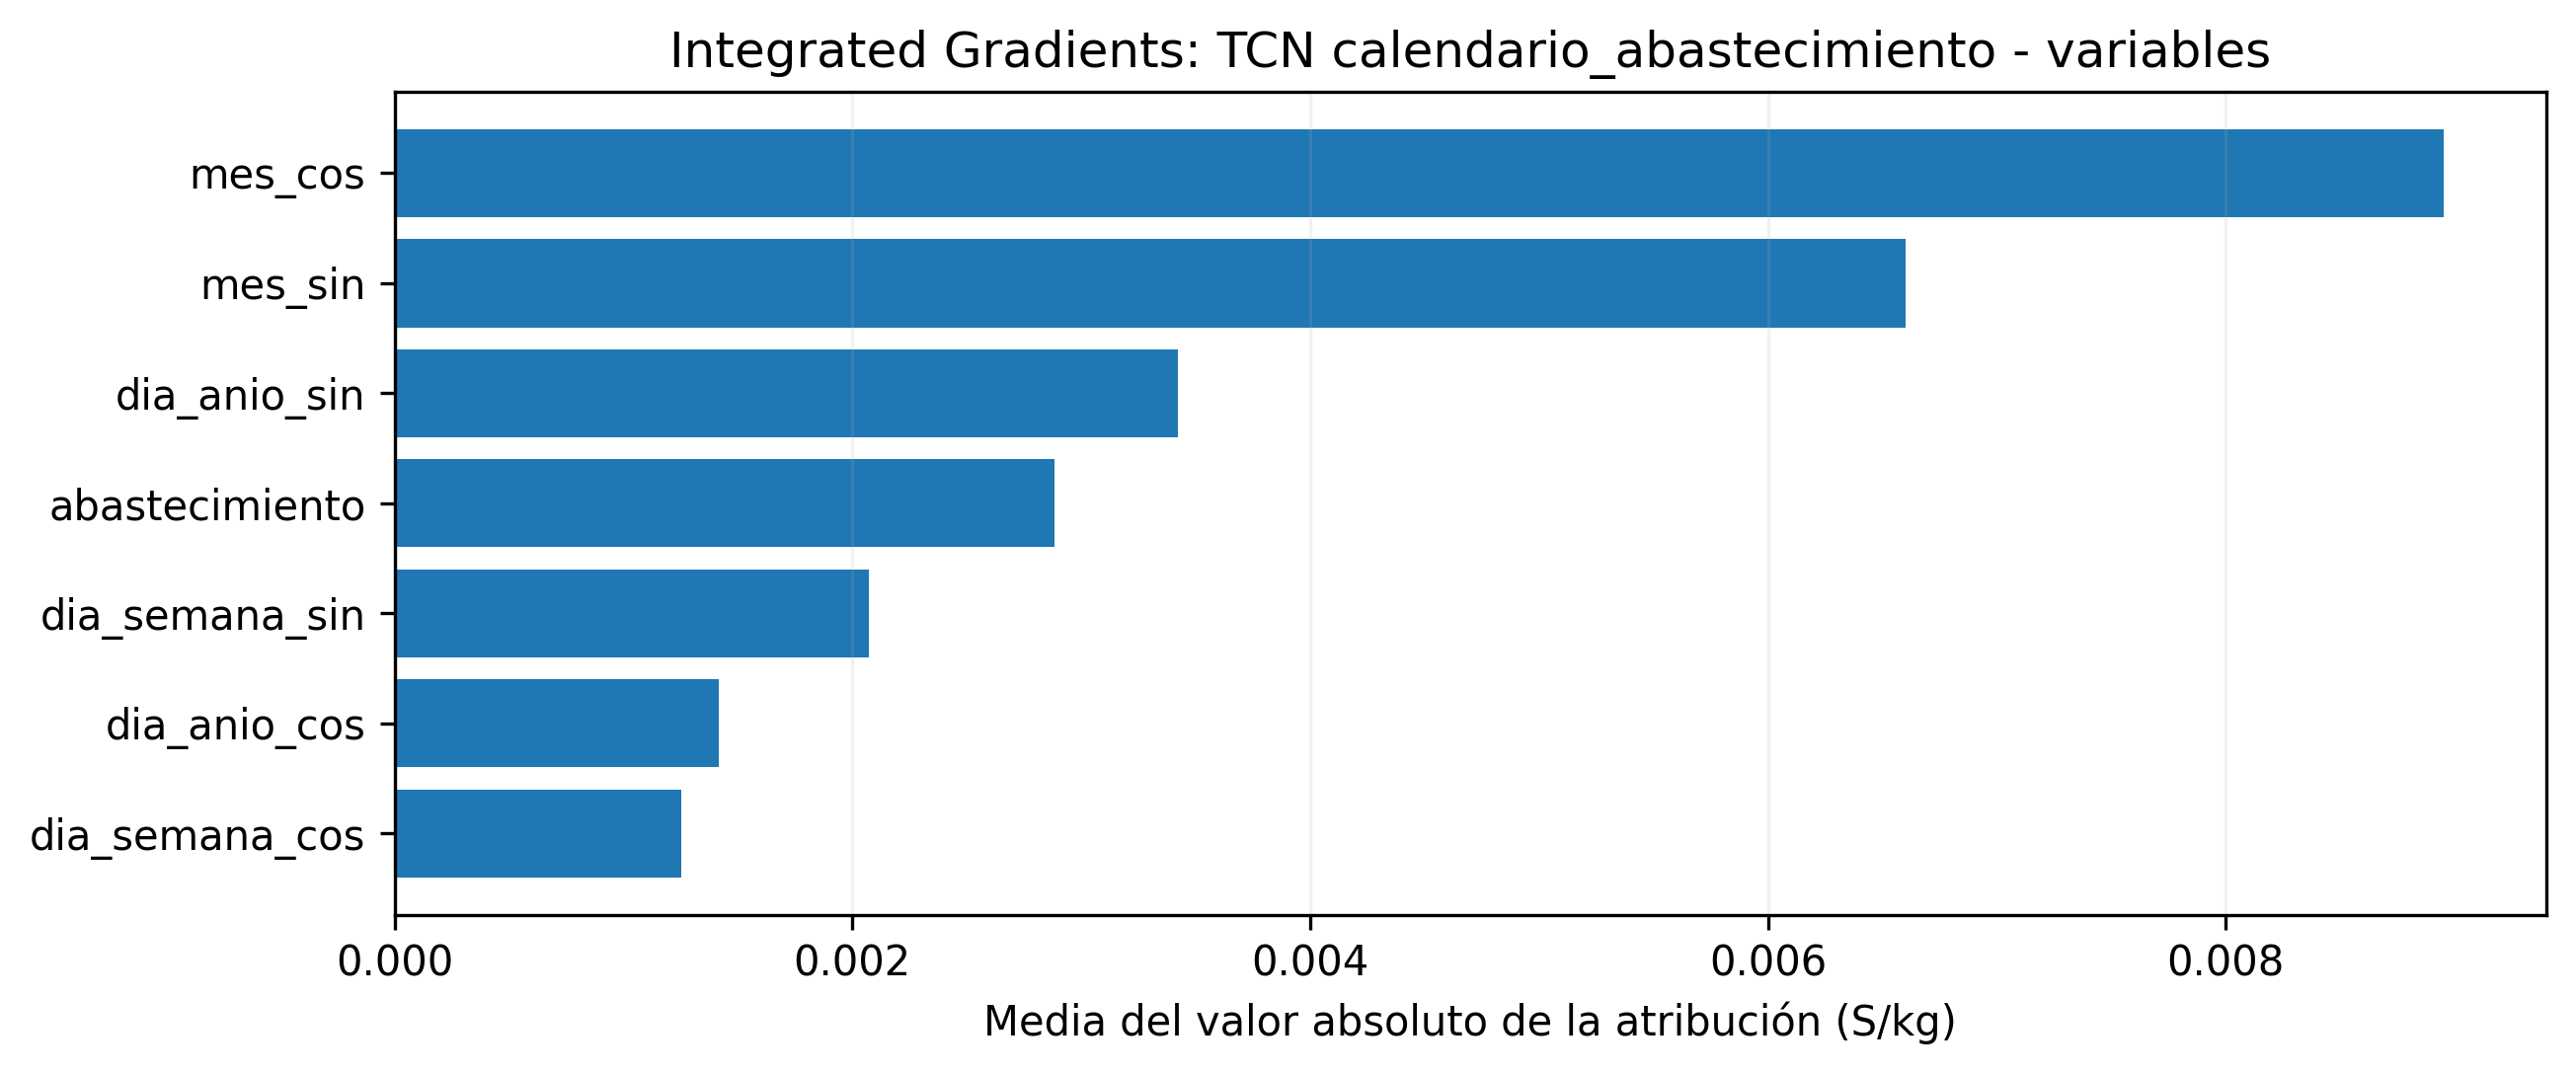 Integrated Gradients: TCN calendario_abastecimiento - variables
mes_cos
mes_sin
dia_anio_sin
abastecimiento
dia_semana_sin
dia_anio_cos
dia_semana_cos
0.000 0.002 0.004 0.006 0.008
Media del valor absoluto de la atribución (S/kg)